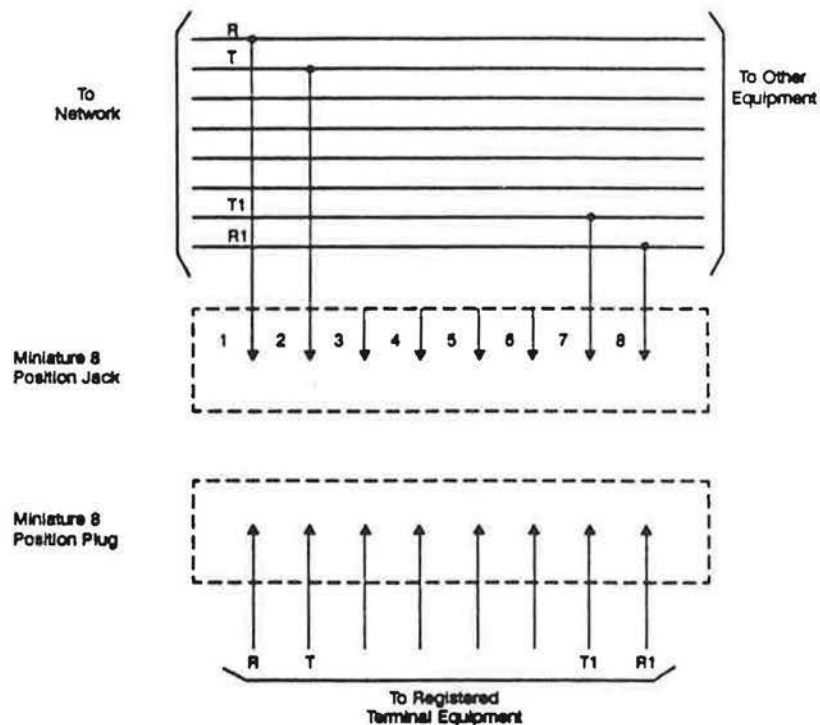 R
T
To
Network
To Other
Equipment
T1
R1
1 2 3 4 5 6 7 8
Miniature 8
Position Jack
Miniature 8
Position Plug
R T T1 R1
To Registered
Terminal Equipment